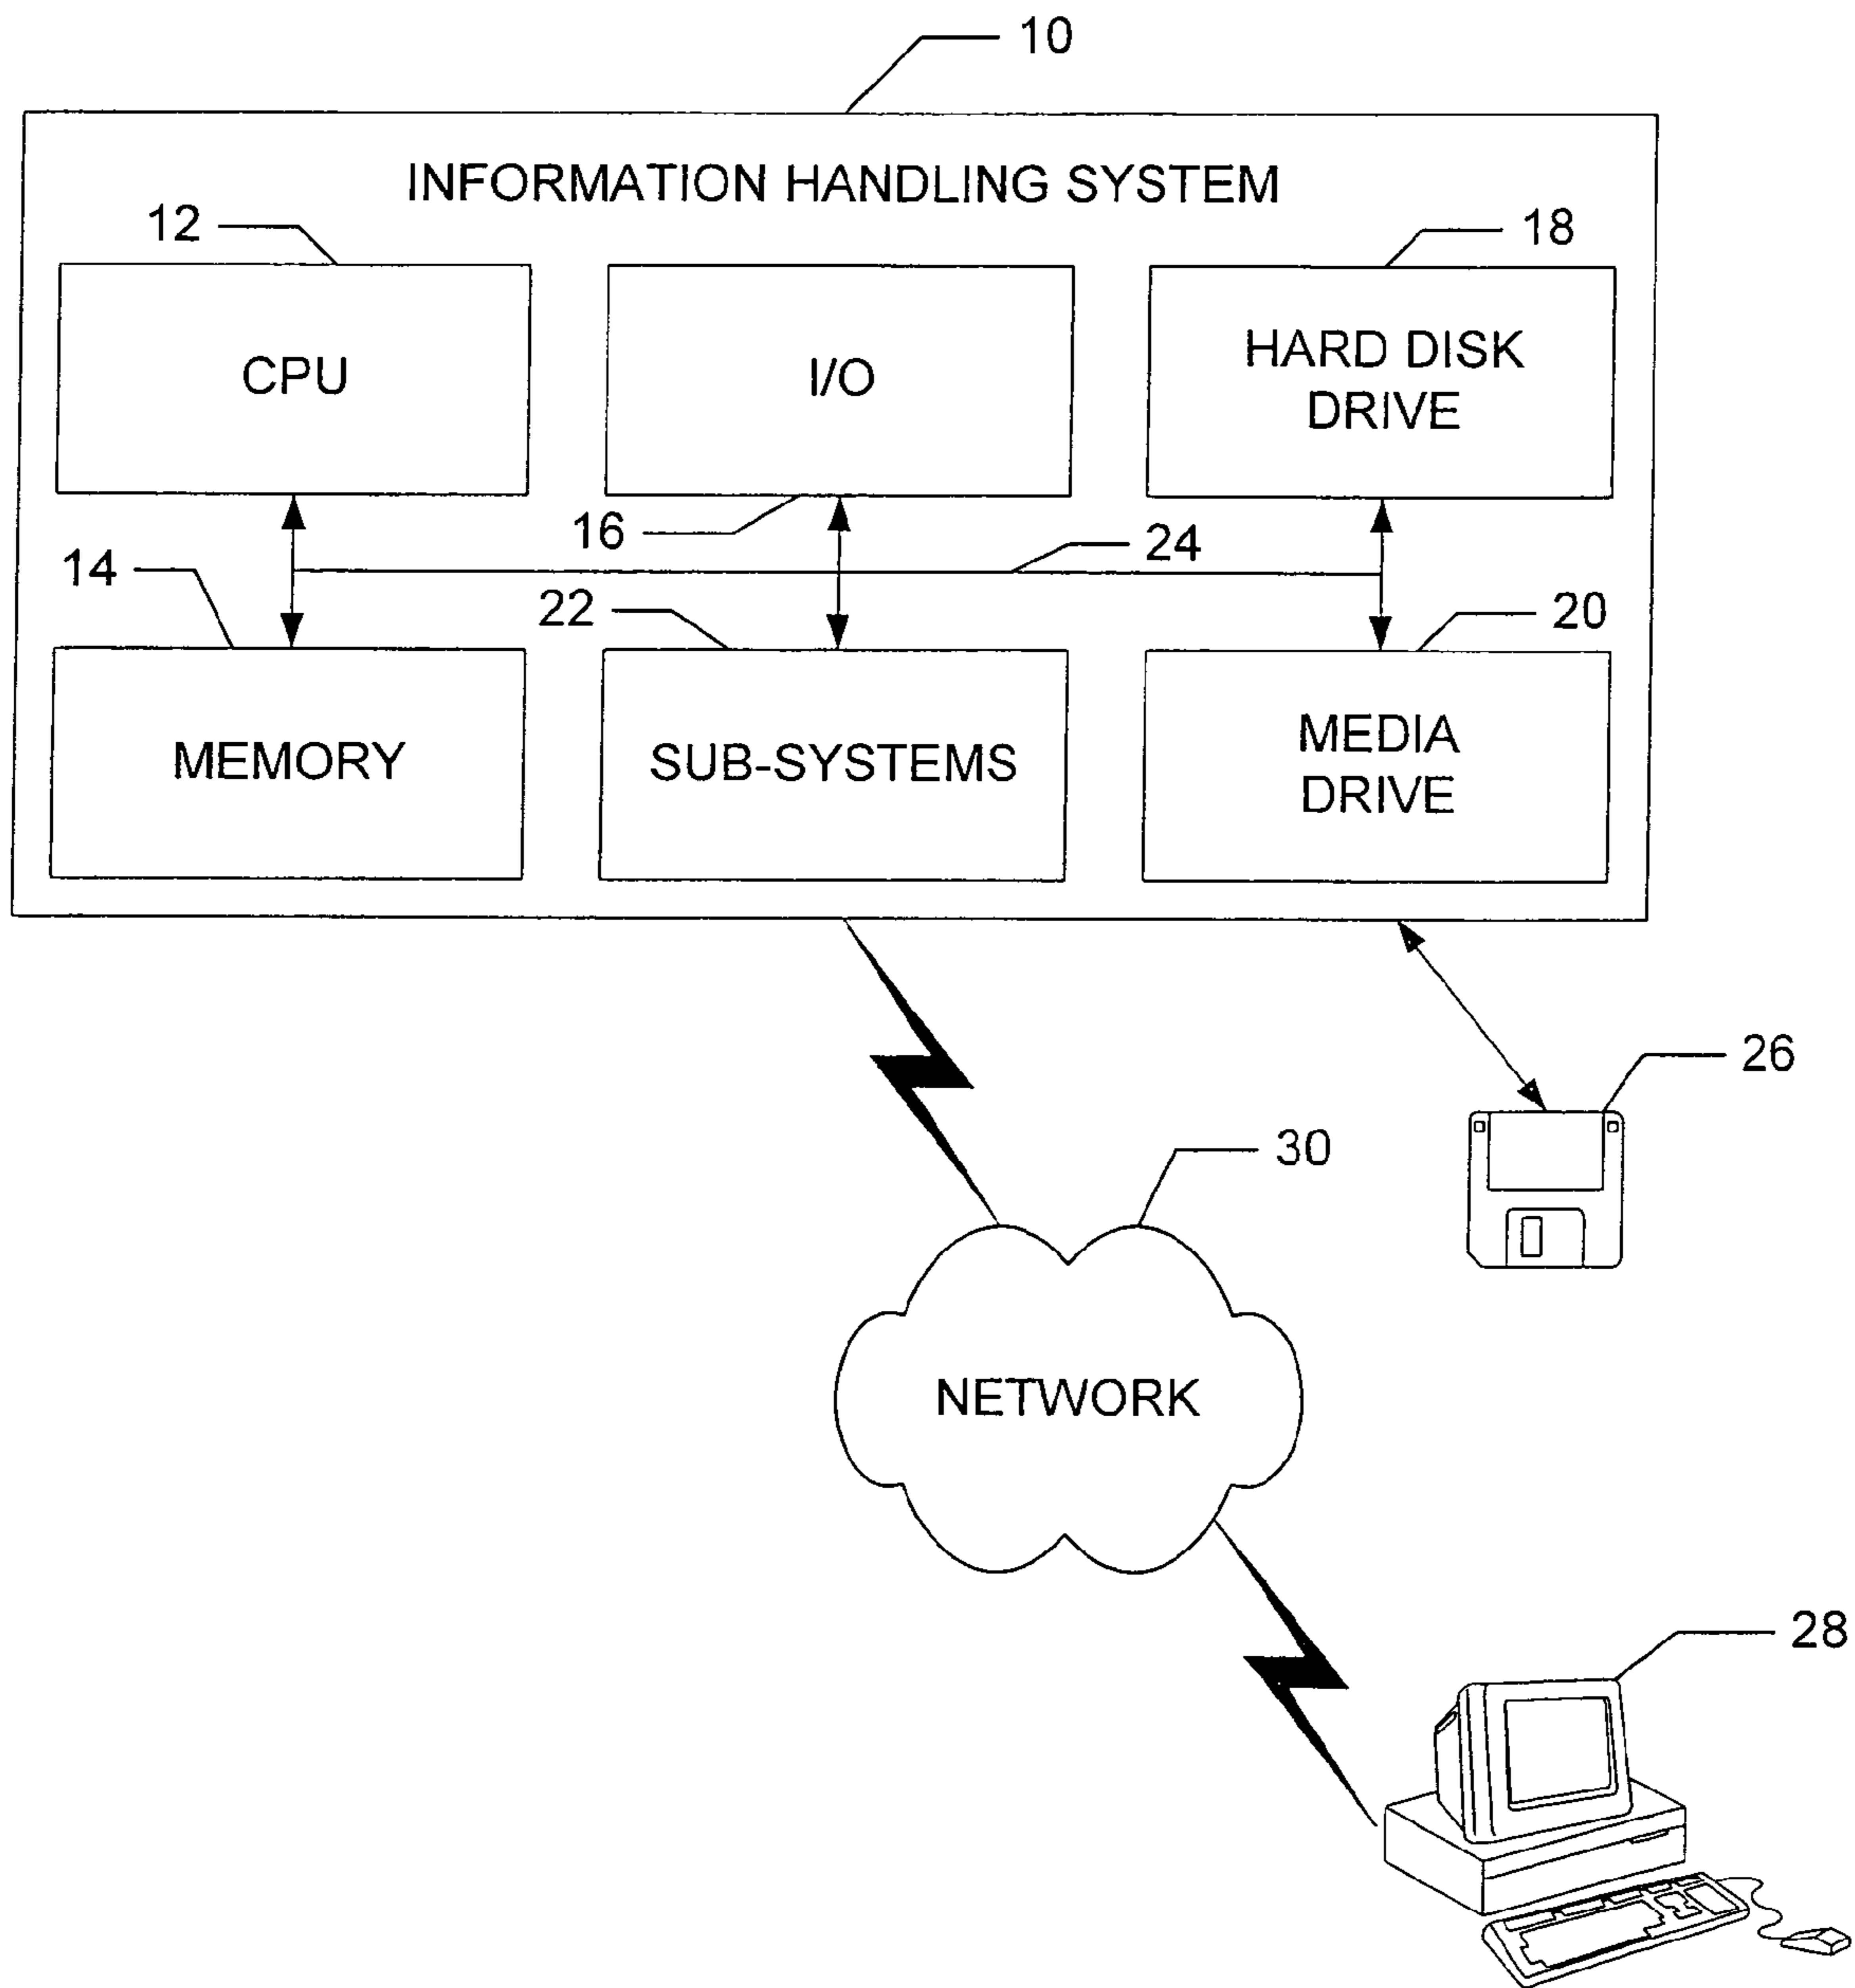 10
INFORMATION HANDLING SYSTEM
12
18
CPU
I/O
HARD DISK
DRIVE
16
24
14
22
20
MEMORY
SUB-SYSTEMS
MEDIA
DRIVE
26
30
NETWORK
28